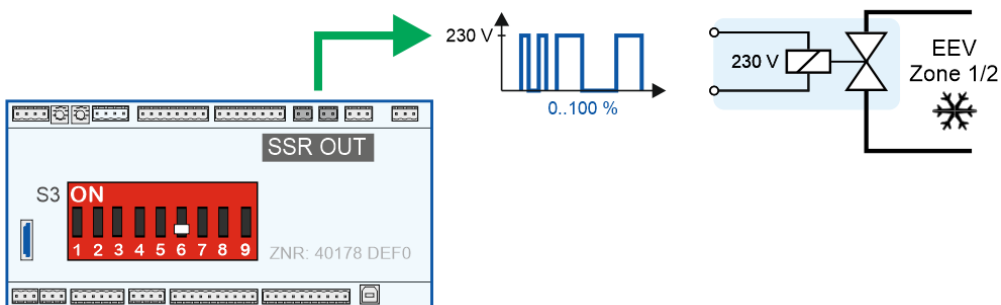 230 V
0..100 %
230 V
EEV
Zone 1/2
SSR OUT
S3
ON
1 2 3 4 5 6 7 8 9
ZNR: 40178 DEF0